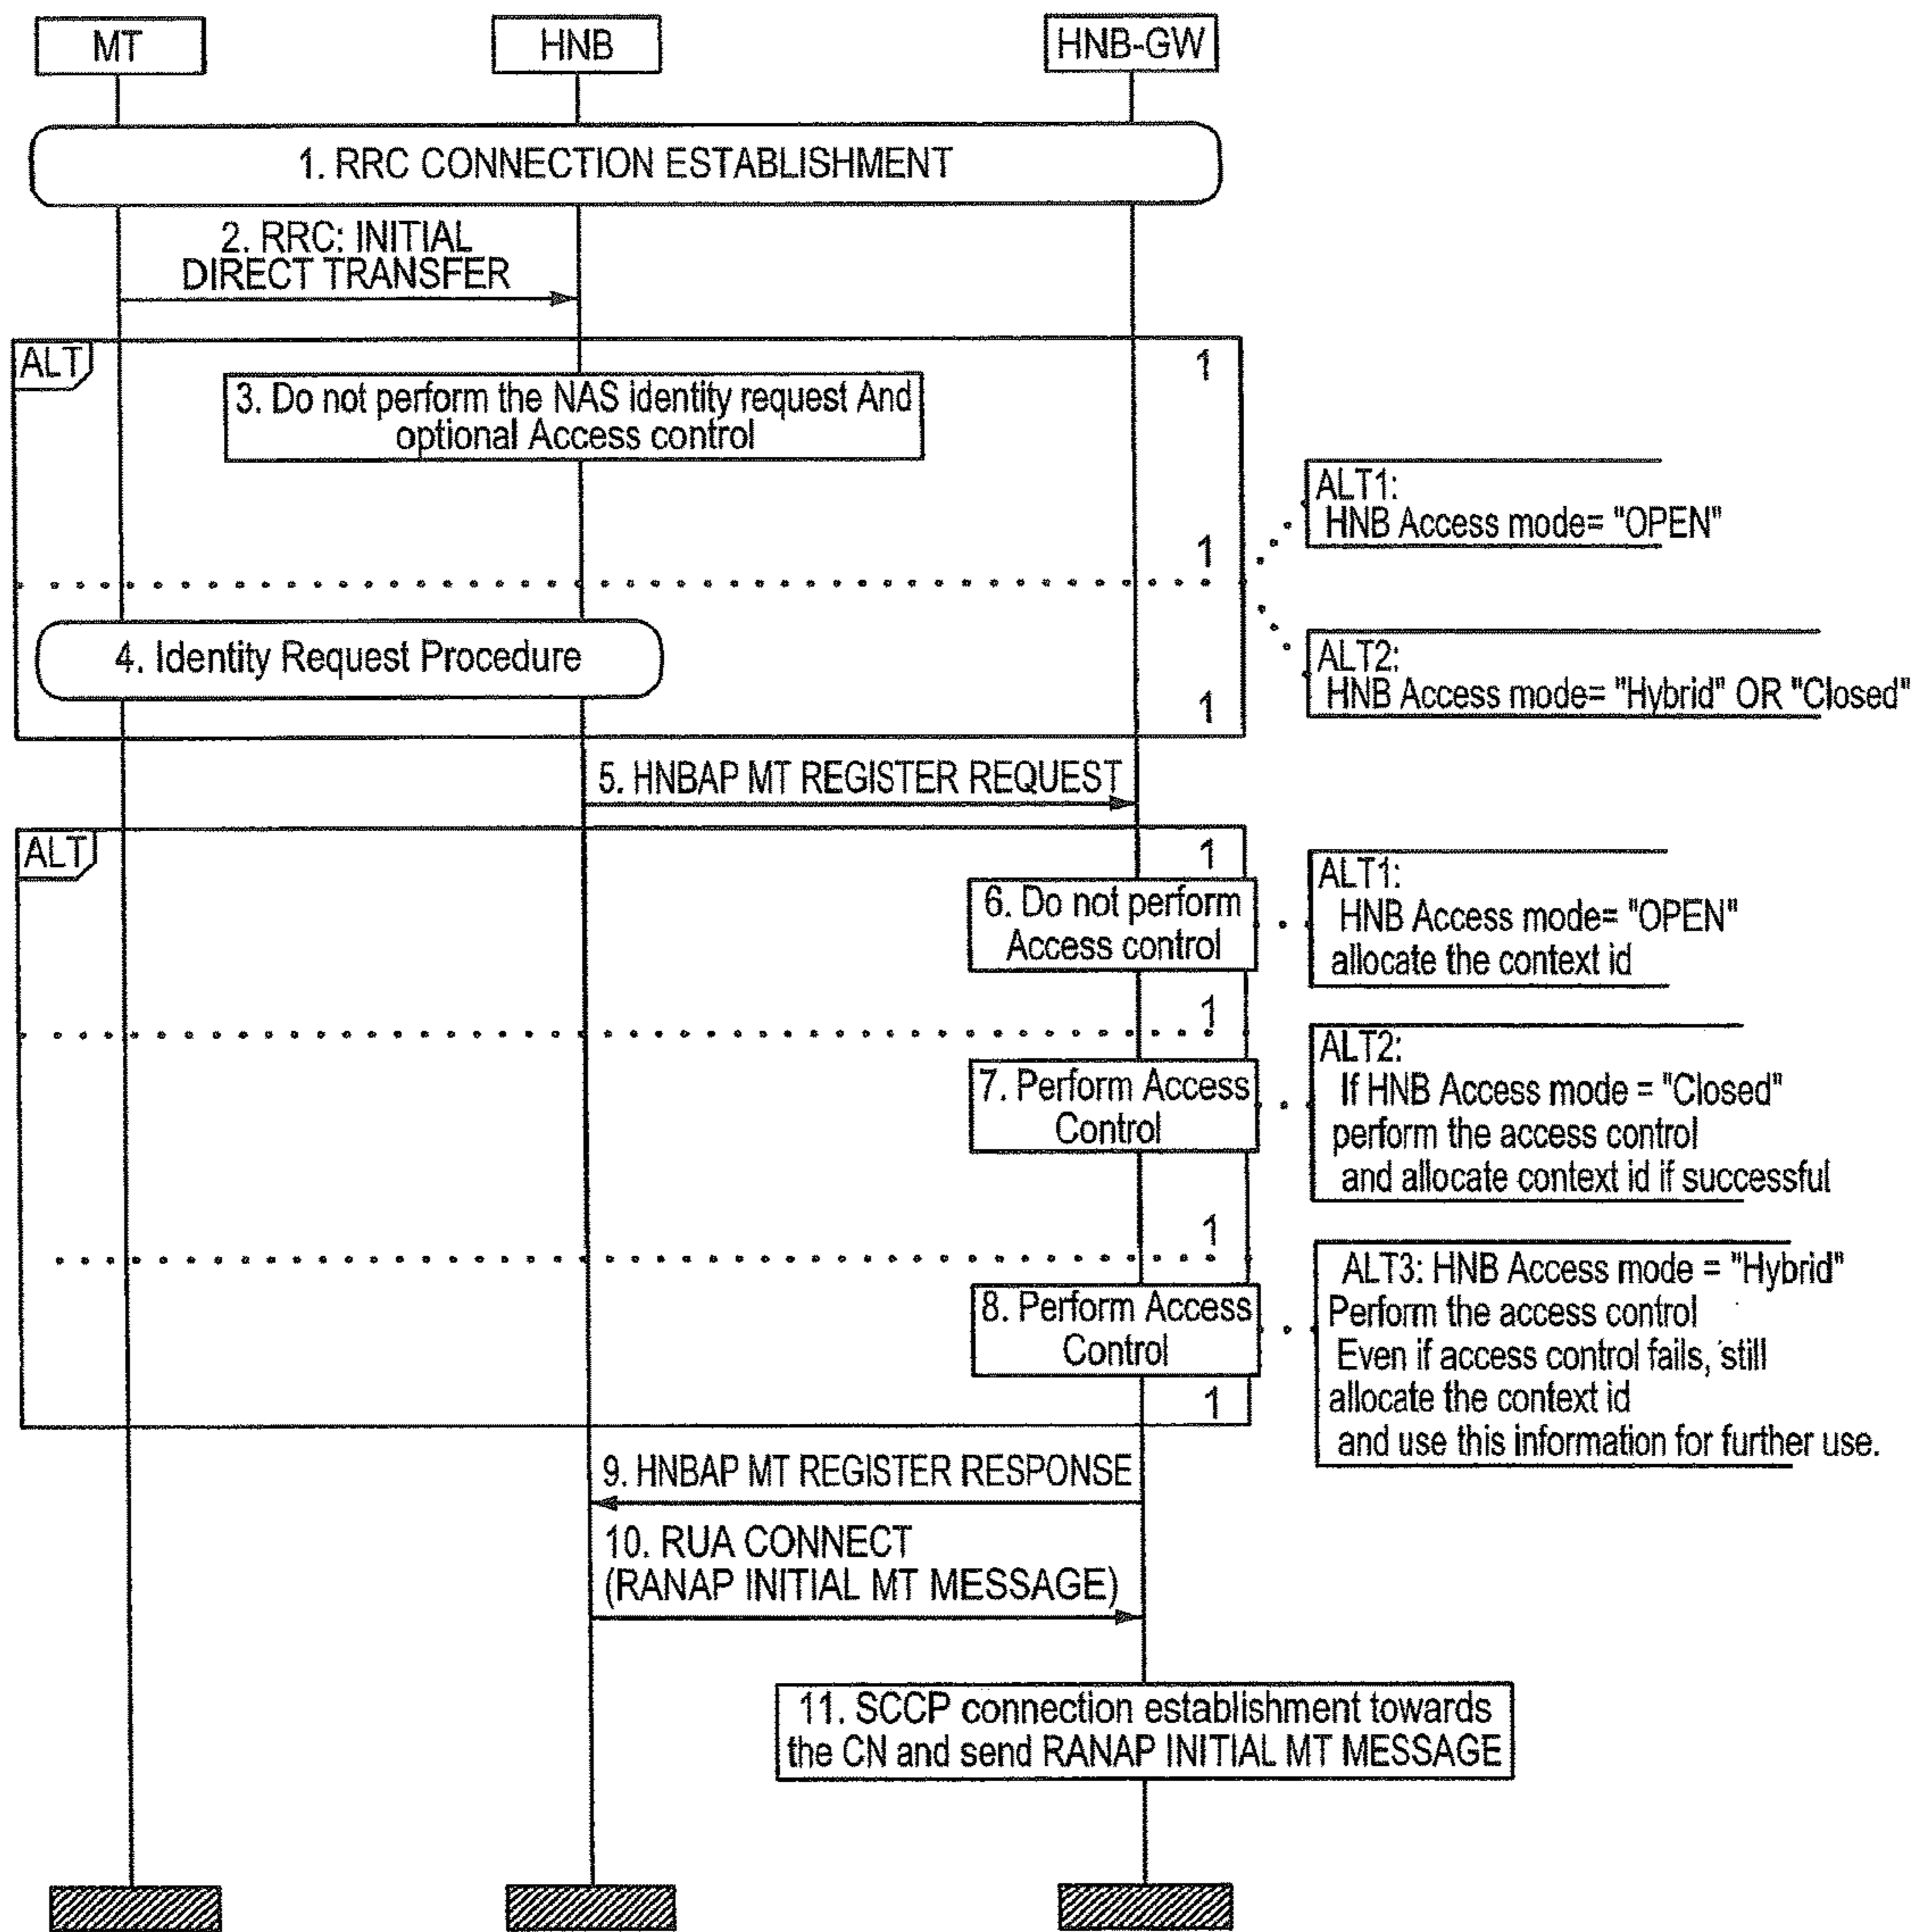 MT
HNB
HNB-GW
1. RRC CONNECTION ESTABLISHMENT
2. RRC: INITIAL
DIRECT TRANSFER
ALT
1
3. Do not perform the NAS identity request And
optional Access control
ALT1:
HNB Access mode= "OPEN"
1
4. Identity Request Procedure
ALT2:
HNB Access mode= "Hybrid" OR "Closed"
1
5. HNBAP MT REGISTER REQUEST
ALT
1
6. Do not perform
Access control
ALT1:
HNB Access mode= "OPEN"
allocate the context id
1
7. Perform Access
Control
ALT2:
If HNB Access mode = "Closed"
perform the access control
and allocate context id if successful
1
8. Perform Access
Control
ALT3: HNB Access mode = "Hybrid"
Perform the access control
Even if access control fails, still
allocate the context id
and use this information for further use.
1
9. HNBAP MT REGISTER RESPONSE
10. RUA CONNECT
(RANAP INITIAL MT MESSAGE)
11. SCCP connection establishment towards
the CN and send RANAP INITIAL MT MESSAGE